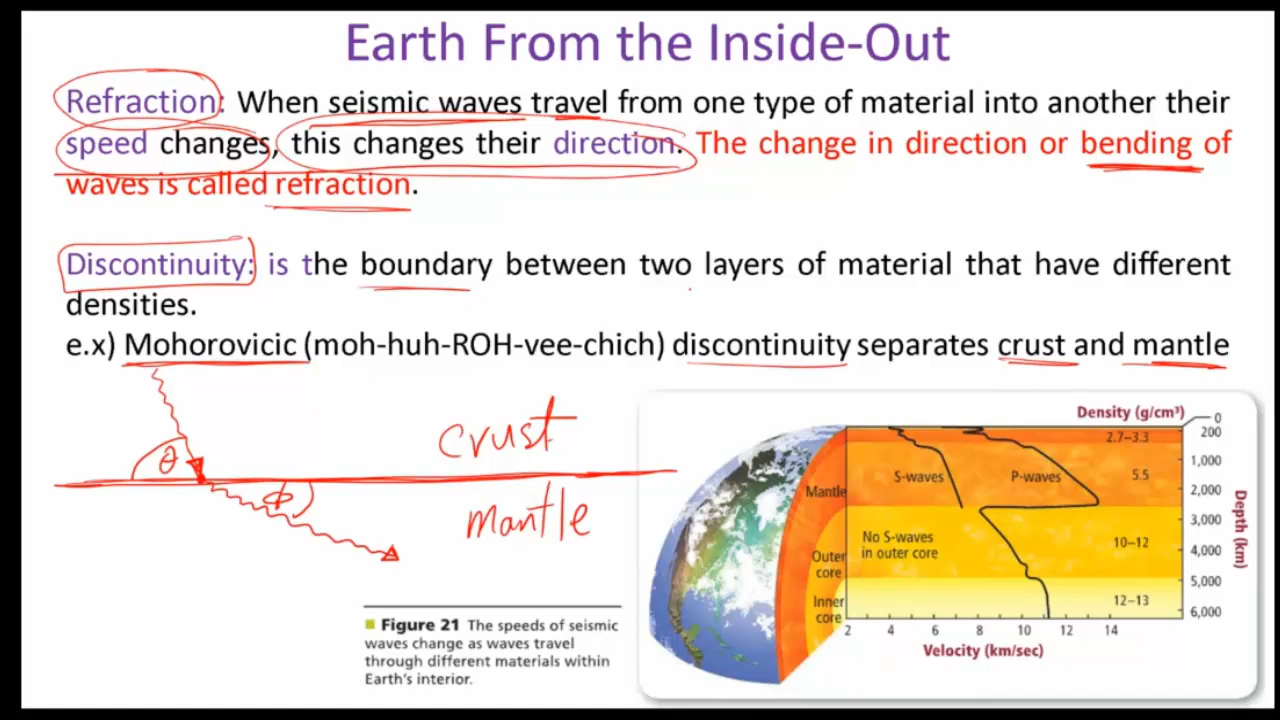 Earth From the Inside-Out
Refraction: When seismic waves travel from one type of material into another their
speed changes, this changes their direction. The change in direction or bending of
waves is called refraction.
Discontinuity: is the boundary between two layers of material that have different
densities.
e.x) Mohorovicic (moh-huh-ROH-vee-chich) discontinuity separates crust and mantle
crust
θ
ϕ
mantle
Figure 21 The speeds of seismic
waves change as waves travel
through different materials within
Earth's interior.
Density (g/cm³)
0
200
1,000
2,000
3,000
4,000
5,000
6,000
Depth (km)
2.7–3.3
5.5
10–12
12–13
S-waves
P-waves
No S-waves
in outer core
Mantle
Outer
core
Inner
core
2 4 6 8 10 12 14
Velocity (km/sec)